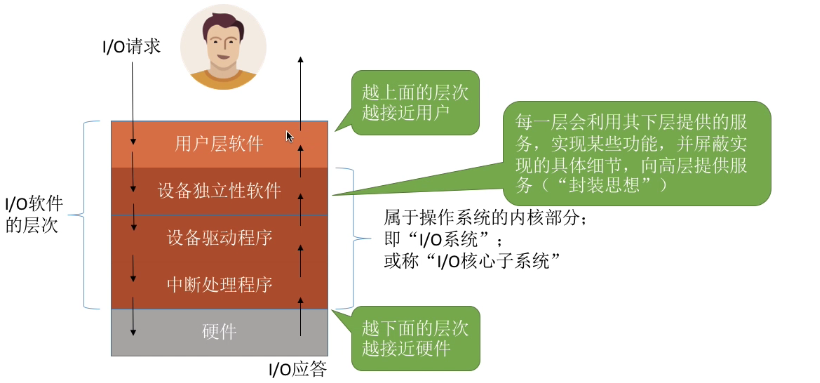 I/O请求
越上面的层次
越接近用户
每一层会利用其下层提供的服
务，实现某些功能，并屏蔽实
现的具体细节，向高层提供服
务（“封装思想”）
用户层软件
设备独立性软件
I/O软件
的层次
属于操作系统的内核部分；
即“I/O系统”；
或称“I/O核心子系统”
设备驱动程序
中断处理程序
硬件
越下面的层次
越接近硬件
I/O应答